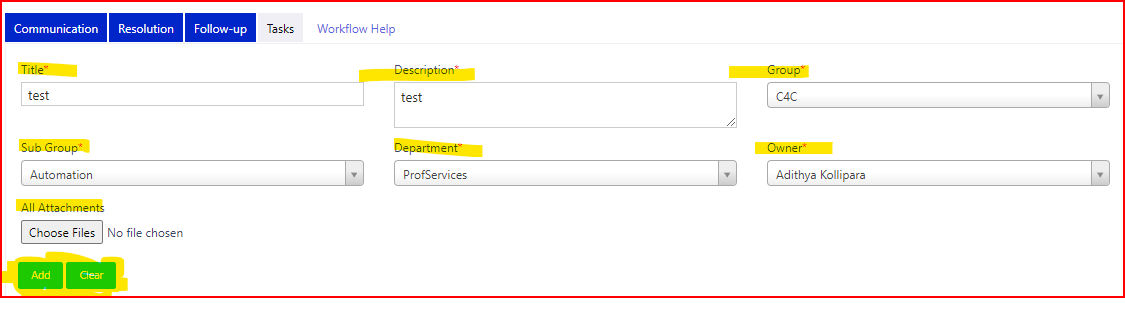 Communication Resolution Follow-up Tasks Workflow Help
Title* Description* Group*
test test C4C
Sub Group* Department* Owner*
Automation ProfServices Adithya Kollipara
All Attachments
Choose Files No file chosen
Add Clear